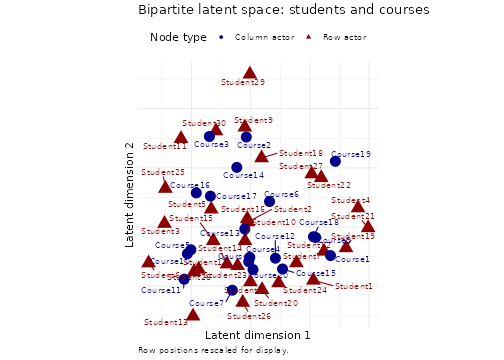 Bipartite latent space: students and courses
Node type
Column actor
Row actor
Student29
Student30
Student9
Student11
Course3
Course2
Student18
Course19
Course14
Student27
Student22
Student25
Course16
Course17
Course6
Student4
Student5
Student16
Student2
Student21
Student15
Student10
Course18
Student3
Course13
Course12
Student19
Course5
Student14
Course4
Course1
Course15
Course11
Student24
Student1
Course7
Student20
Student26
Student13
Latent dimension 2
Latent dimension 1
Row positions rescaled for display.